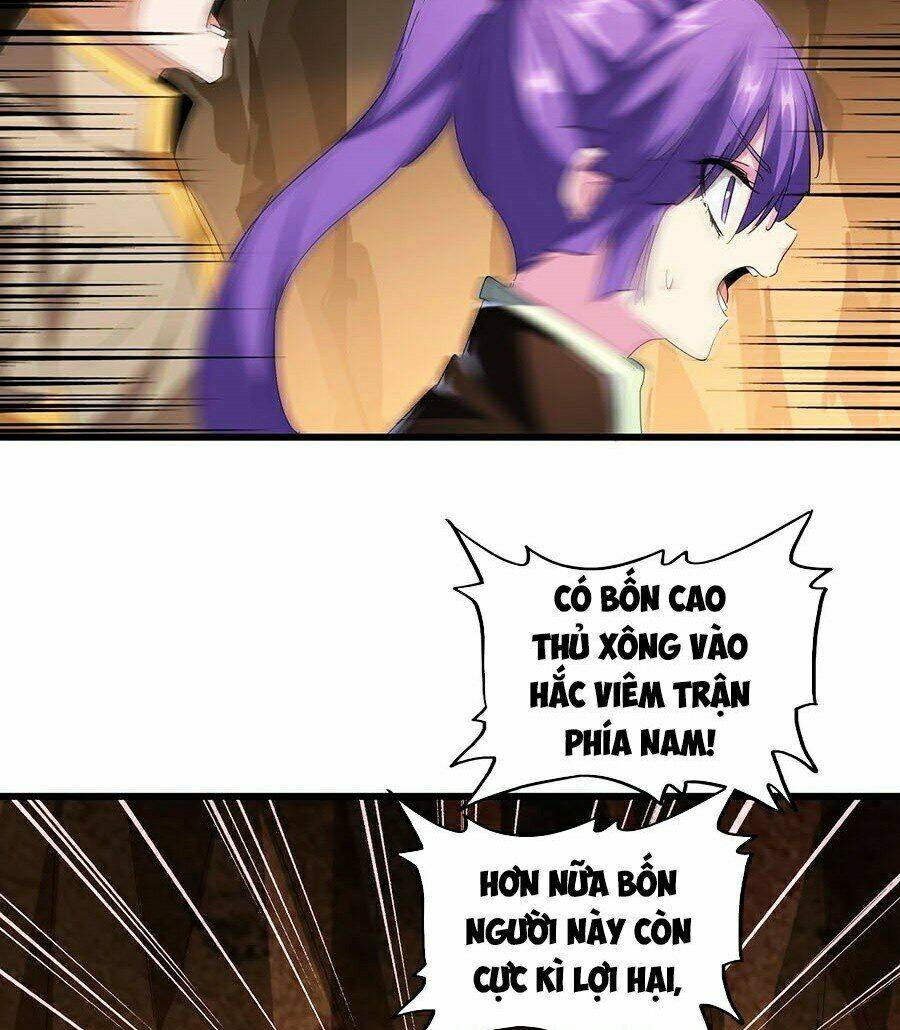 CÓ BỐN CAO
THỦ XÔNG VÀO
HẮC VIÊM TRẬN
PHÍA NAM!
HƠN NỮA BỐN
NGƯỜI NÀY CÒN
CỰC KÌ LỢI HẠI,